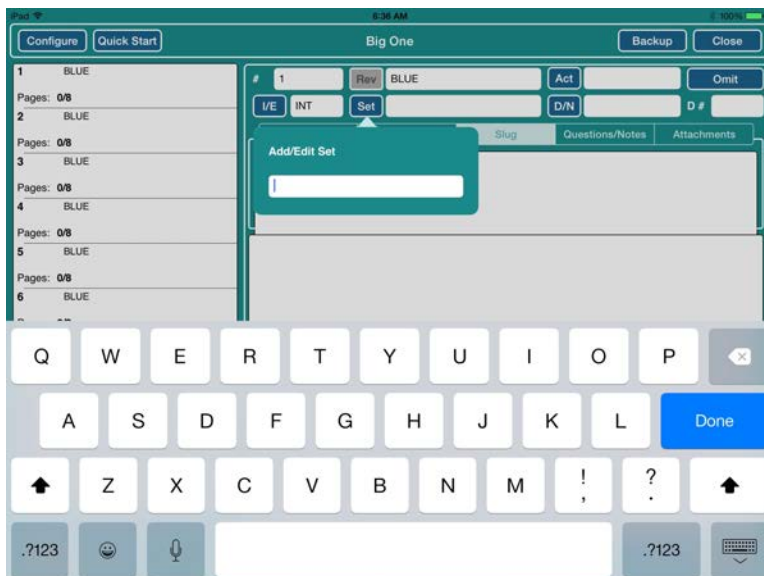 iPad 8:36 AM 100%
Configure Quick Start Big One Backup Close
1 BLUE
Pages: 0/8
2 BLUE
Pages: 0/8
3 BLUE
Pages: 0/8
4 BLUE
Pages: 0/8
5 BLUE
Pages: 0/8
6 BLUE
# 1 Rev BLUE Act Omit
I/E INT Set D/N D #
Slug Questions/Notes Attachments
Add/Edit Set
Q W E R T Y U I O P
A S D F G H J K L Done
Z X C V B N M ! , ? .
.?123 .?123